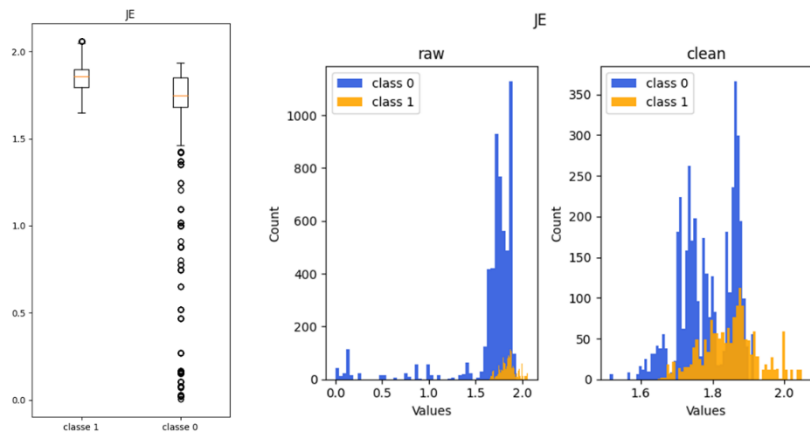 JE
2.0
1.5
1.0
0.5
0.0
classe 1
classe 0
JE
raw
class 0
class 1
Count
1000
800
600
400
200
0
0.0 0.5 1.0 1.5 2.0
Values
clean
class 0
class 1
Count
350
300
250
200
150
100
50
0
1.6 1.8 2.0
Values